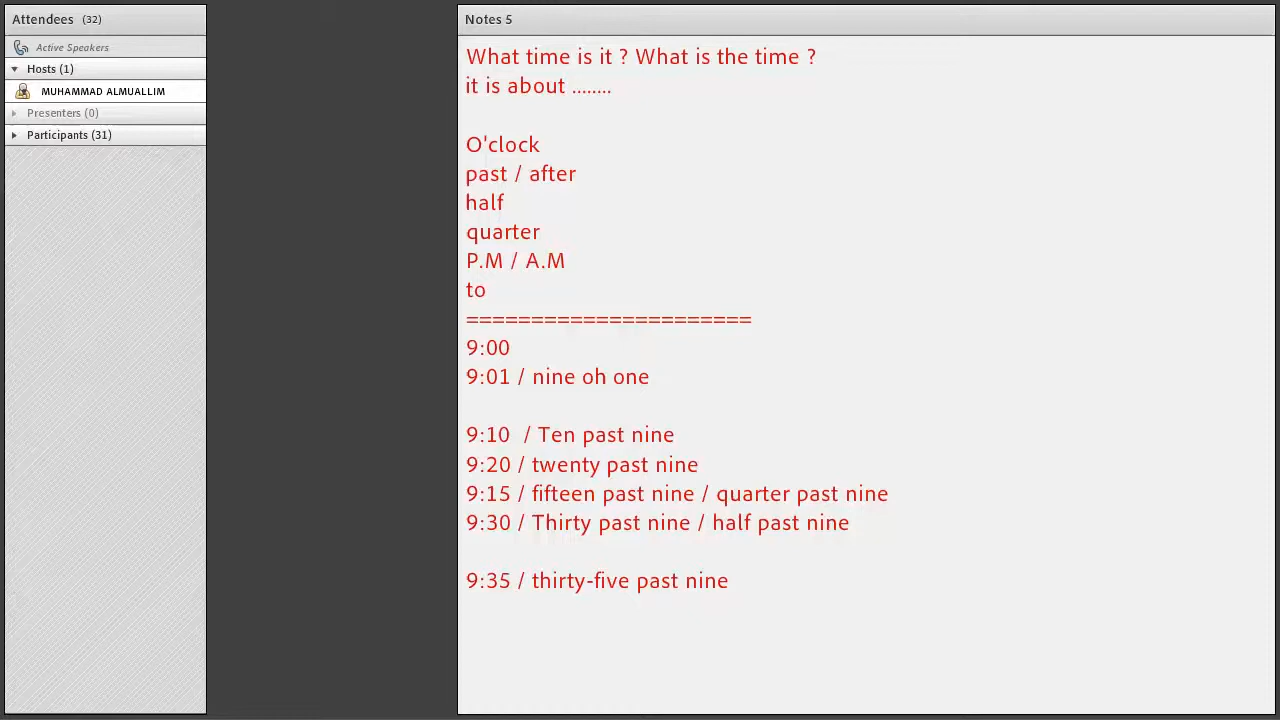 Attendees (32)
Active Speakers
Hosts (1)
MUHAMMAD ALMUALLIM
Presenters (0)
Participants (31)
Notes 5
What time is it ? What is the time ?
it is about ........
O'clock
past / after
half
quarter
P.M / A.M
to
======================
9:00
9:01 / nine oh one
9:10  / Ten past nine
9:20 / twenty past nine
9:15 / fifteen past nine / quarter past nine
9:30 / Thirty past nine / half past nine
9:35 / thirty-five past nine